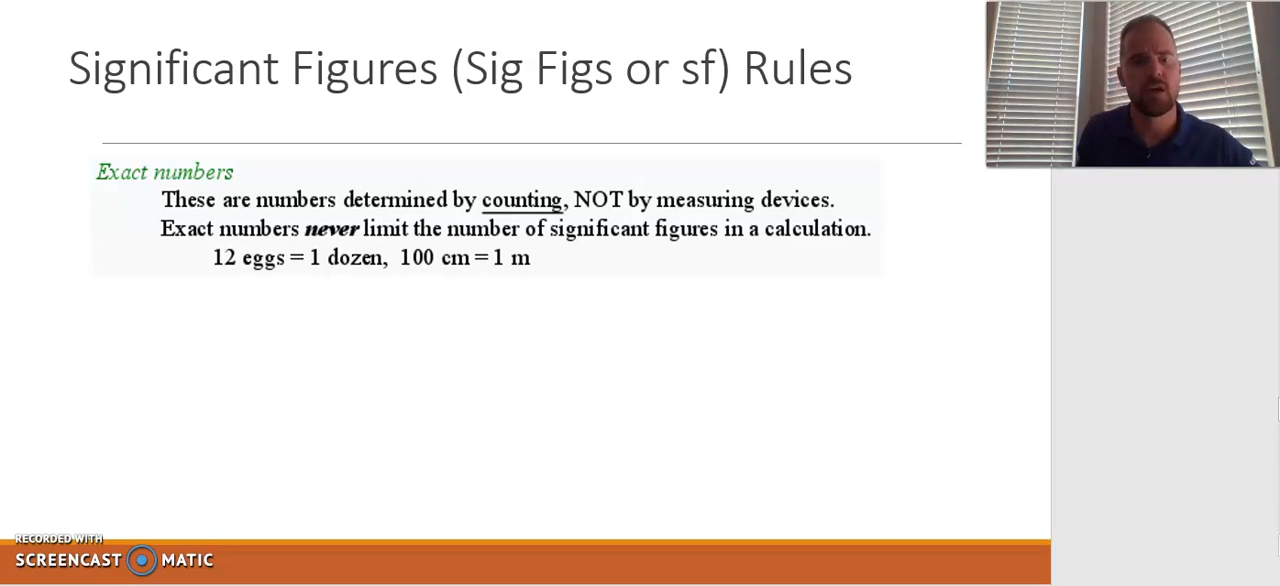 Significant Figures (Sig Figs or sf) Rules
Exact numbers
These are numbers determined by counting, NOT by measuring devices.
Exact numbers never limit the number of significant figures in a calculation.
12 eggs = 1 dozen, 100 cm = 1 m
RECORDED WITH
SCREENCAST MATIC